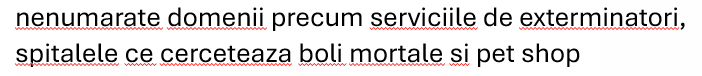 nenumarate domenii precum serviciile de exterminatori,
spitalele ce cerceteaza boli mortale si pet shop